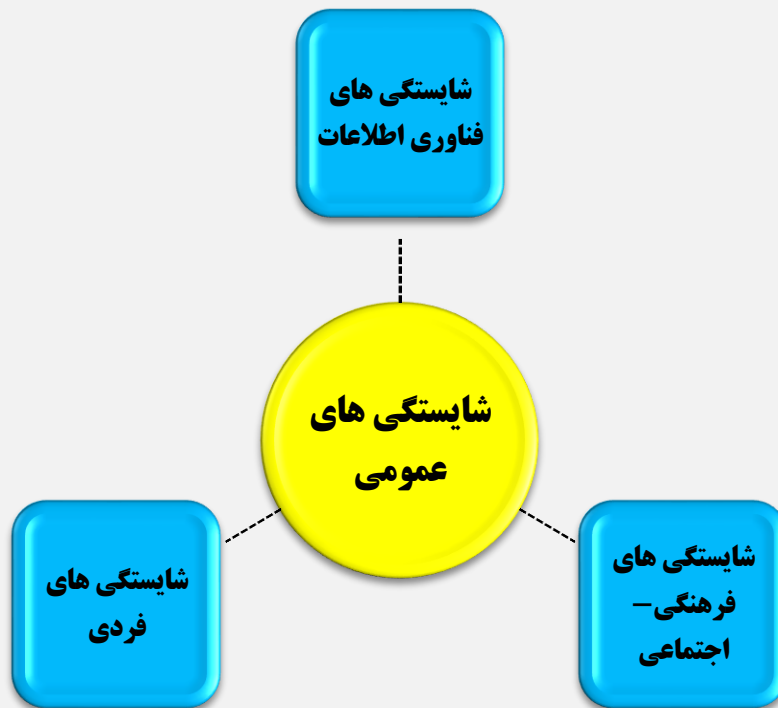 شایستگی های
فناوری اطلاعات
شایستگی های
عمومی
شایستگی های
فرهنگی-
اجتماعی
شایستگی های
فردی